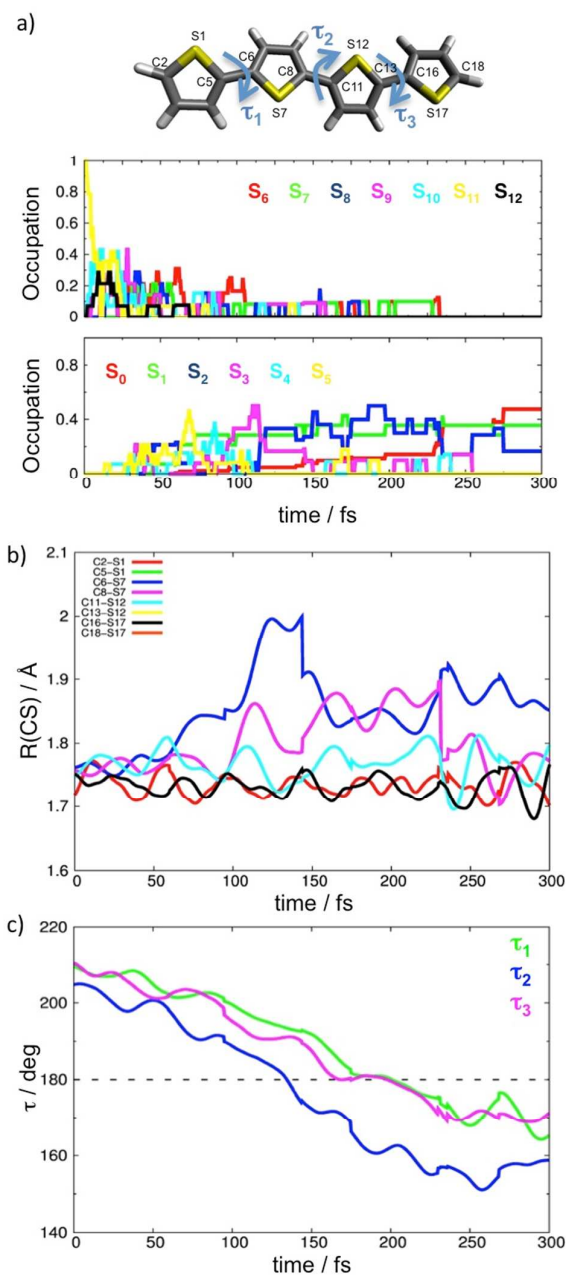 a)
S1
τ2
S12
C2
C6
C13
C16
C18
C5
C8
C11
S7
τ1
τ3
S17
1
0.8
0.6
0.4
0.2
0
Occupation
S6 S7 S8 S9 S10 S11 S12
0.8
0.4
0
Occupation
S0 S1 S2 S3 S4 S5
0 50 100 150 200 250 300
time / fs
b)
2.1
2
1.9
1.8
1.7
1.6
R(CS) / Å
C2-S1
C5-S1
C6-S7
C8-S7
C11-S12
C13-S12
C16-S17
C18-S17
0 50 100 150 200 250 300
time / fs
c)
220
200
180
160
140
τ / deg
τ1
τ2
τ3
0 50 100 150 200 250 300
time / fs